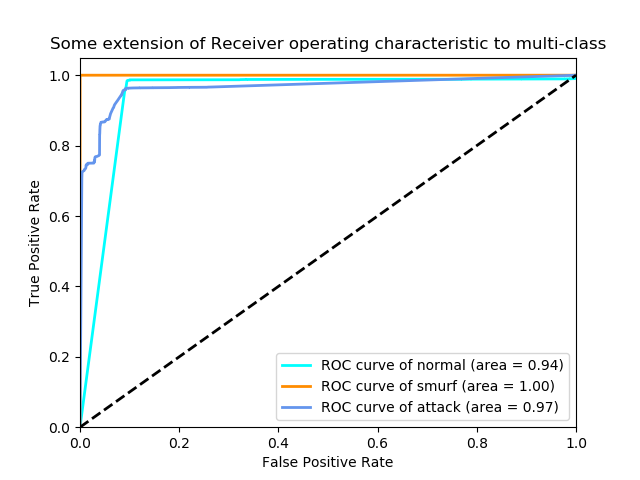 Some extension of Receiver operating characteristic to multi-class
1.0
0.8
0.6
0.4
0.2
0.0
True Positive Rate
ROC curve of normal (area = 0.94)
ROC curve of smurf (area = 1.00)
ROC curve of attack (area = 0.97)
0.0 0.2 0.4 0.6 0.8 1.0
False Positive Rate